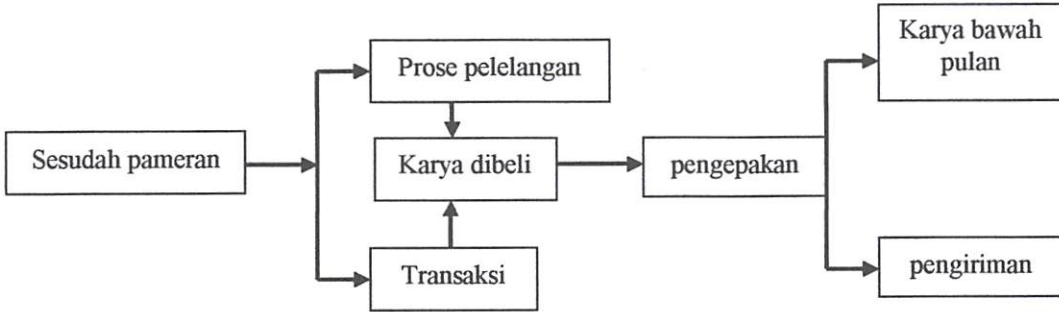 Sesudah pameran
Prose pelelangan
Karya dibeli
Transaksi
pengepakan
Karya bawah
pulan
pengiriman